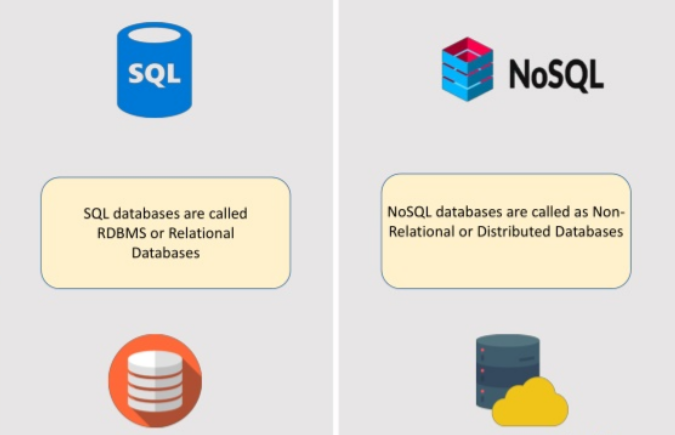 SQL
NoSQL
SQL databases are called
RDBMS or Relational
Databases
NoSQL databases are called as Non-
Relational or Distributed Databases